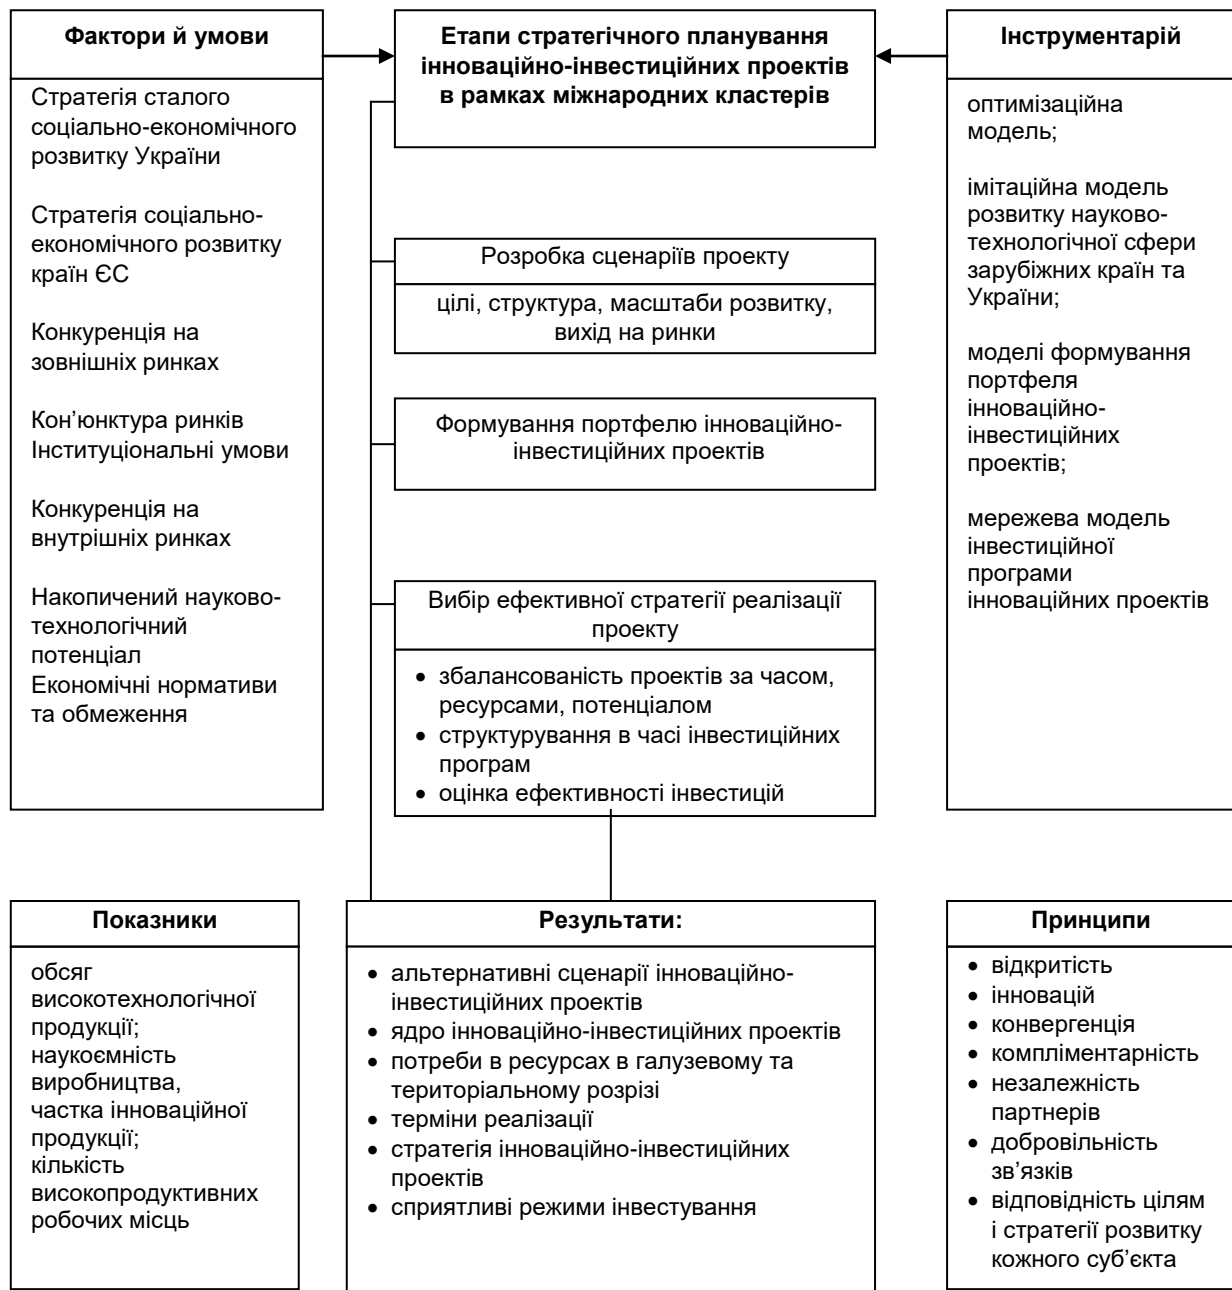 Фактори й умови
Стратегія сталого
соціально-економічного
розвитку України
Стратегія соціально-
економічного розвитку
країн ЄС
Конкуренція на
зовнішніх ринках
Кон’юнктура ринків
Інституціональні умови
Конкуренція на
внутрішніх ринках
Накопичений науково-
технологічний
потенціал
Економічні нормативи
та обмеження
Етапи стратегічного планування
інноваційно-інвестиційних проектів
в рамках міжнародних кластерів
Розробка сценаріїв проекту
цілі, структура, масштаби розвитку,
вихід на ринки
Формування портфелю інноваційно-
інвестиційних проектів
Вибір ефективної стратегії реалізації
проекту
• збалансованість проектів за часом,
ресурсами, потенціалом
• структурування в часі інвестиційних
програм
• оцінка ефективності інвестицій
Інструментарій
оптимізаційна
модель;
імітаційна модель
розвитку науково-
технологічної сфери
зарубіжних країн та
України;
моделі формування
портфеля
інноваційно-
інвестиційних
проектів;
мережева модель
інвестиційної
програми
інноваційних проектів
Показники
обсяг
високотехнологічної
продукції;
наукоємність
виробництва,
частка інноваційної
продукції;
кількість
високопродуктивних
робочих місць
Результати:
• альтернативні сценарії інноваційно-
інвестиційних проектів
• ядро інноваційно-інвестиційних проектів
• потреби в ресурсах в галузевому та
територіальному розрізі
• терміни реалізації
• стратегія інноваційно-інвестиційних
проектів
• сприятливі режими інвестування
Принципи
• відкритість
• інновацій
• конвергенція
• компліментарність
• незалежність
партнерів
• добровільність
зв’язків
• відповідність цілям
і стратегії розвитку
кожного суб’єкта